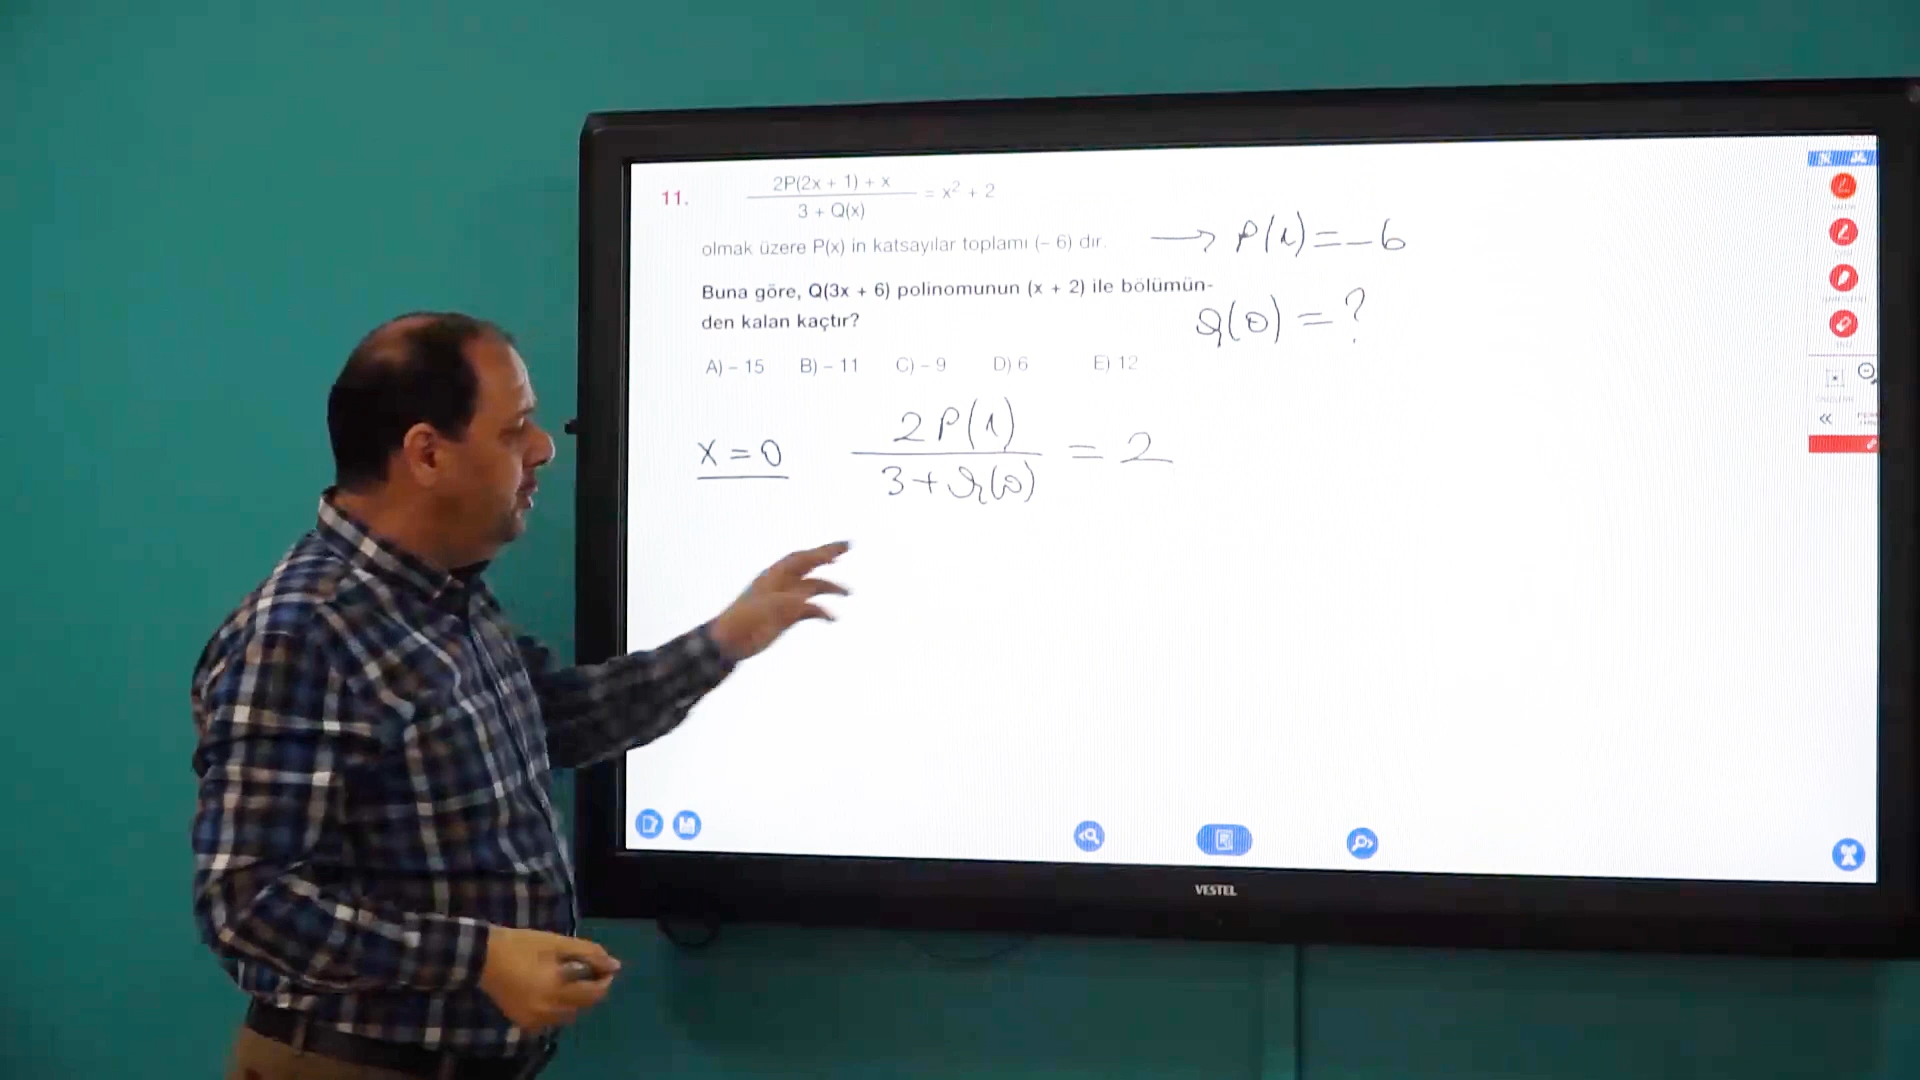 11.
2P(2x + 1) + x
3 + Q(x)
= x² + 2
olmak üzere P(x) in katsayılar toplamı (– 6) dır.
→ P(1) = -6
Buna göre, Q(3x + 6) polinomunun (x + 2) ile bölümün-
den kalan kaçtır?
Q(0) = ?
A) – 15 B) – 11 C) – 9 D) 6 E) 12
x = 0
2P(1)
3 + Q(0)
= 2
VESTEL